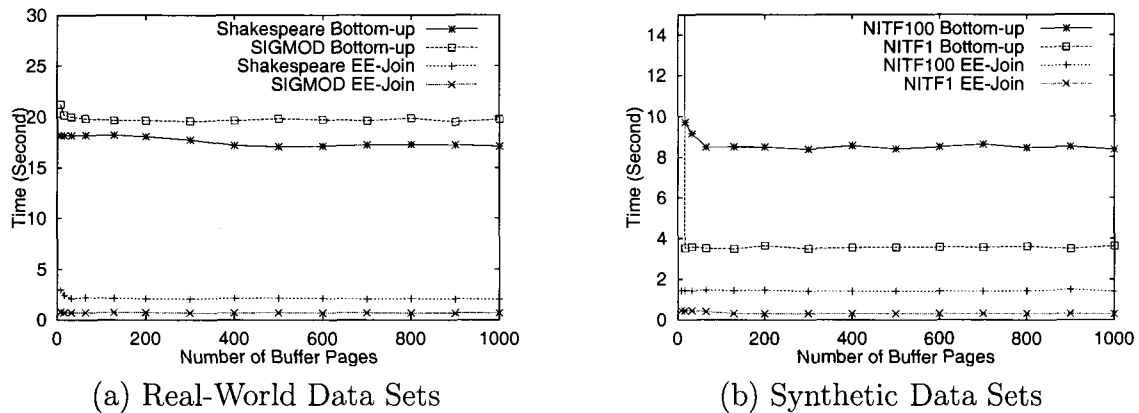 30
25
20
15
10
5
0
Time (Second)
Shakespeare Bottom-up
SIGMOD Bottom-up
Shakespeare EE-Join
SIGMOD EE-Join
0 200 400 600 800 1000
Number of Buffer Pages
(a) Real-World Data Sets
14
12
10
8
6
4
2
0
Time (Second)
NITF100 Bottom-up
NITF1 Bottom-up
NITF100 EE-Join
NITF1 EE-Join
0 200 400 600 800 1000
Number of Buffer Pages
(b) Synthetic Data Sets